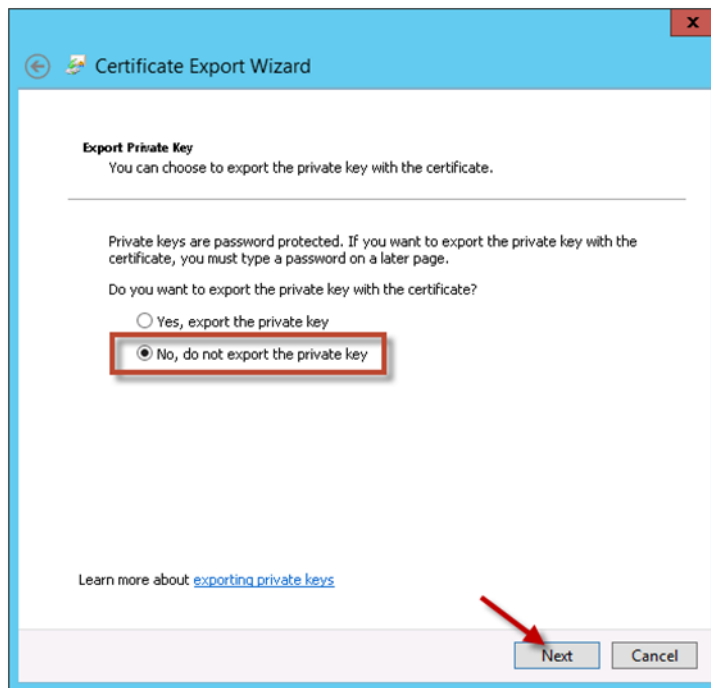 x
Certificate Export Wizard
Export Private Key
You can choose to export the private key with the certificate.
Private keys are password protected. If you want to export the private key with the
certificate, you must type a password on a later page.
Do you want to export the private key with the certificate?
Yes, export the private key
No, do not export the private key
Learn more about exporting private keys
Next
Cancel